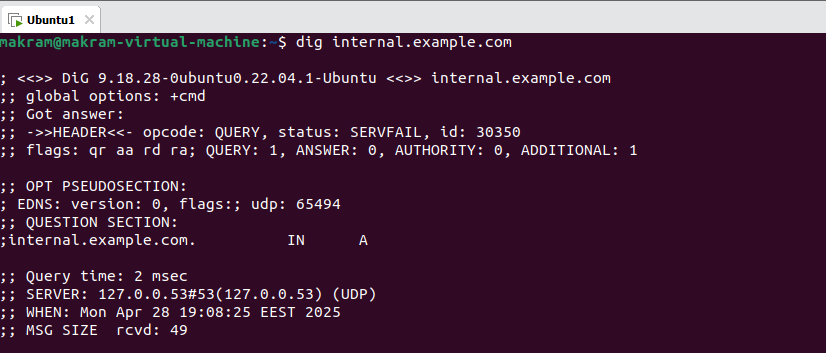 Ubuntu1
makram@makram-virtual-machine:~$ dig internal.example.com
; <<>> DiG 9.18.28-0ubuntu0.22.04.1-Ubuntu <<>> internal.example.com
;; global options: +cmd
;; Got answer:
;; ->>HEADER<<- opcode: QUERY, status: SERVFAIL, id: 30350
;; flags: qr aa rd ra; QUERY: 1, ANSWER: 0, AUTHORITY: 0, ADDITIONAL: 1
;; OPT PSEUDOSECTION:
; EDNS: version: 0, flags:; udp: 65494
;; QUESTION SECTION:
;internal.example.com. IN A
;; Query time: 2 msec
;; SERVER: 127.0.0.53#53(127.0.0.53) (UDP)
;; WHEN: Mon Apr 28 19:08:25 EEST 2025
;; MSG SIZE rcvd: 49